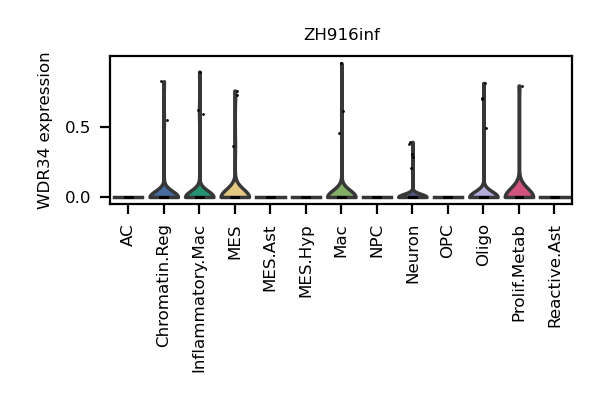 ZH916inf
WDR34 expression
0.5
0.0
AC
Chromatin.Reg
Inflammatory.Mac
MES
MES.Ast
MES.Hyp
Mac
NPC
Neuron
OPC
Oligo
Prolif.Metab
Reactive.Ast